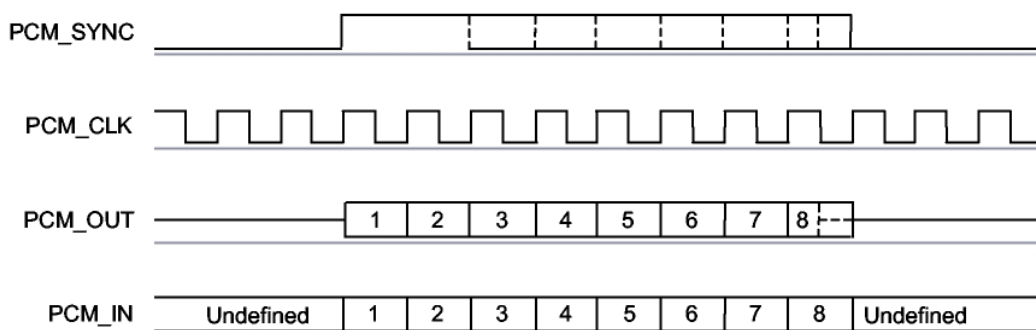 PCM_SYNC
PCM_CLK
PCM_OUT 1 2 3 4 5 6 7 8
PCM_IN Undefined 1 2 3 4 5 6 7 8 Undefined